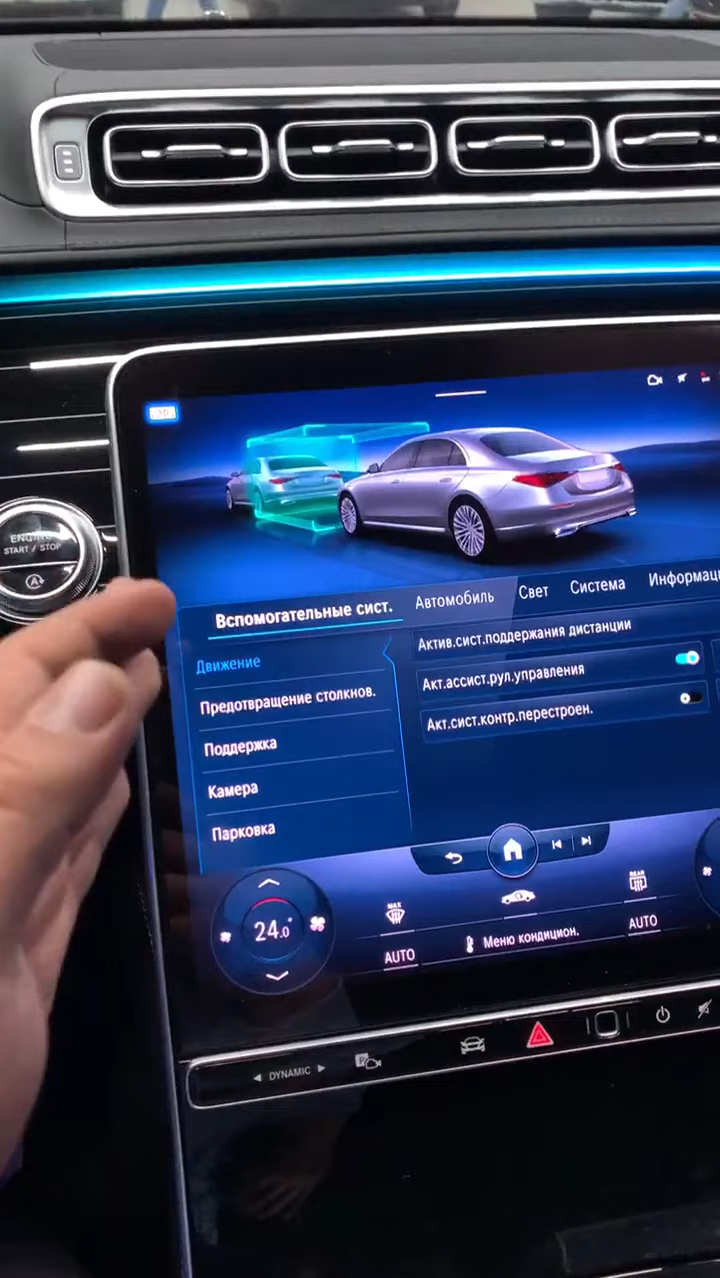 ENGINE
START / STOP
A
Вспомогательные сист.
Автомобиль
Свет
Система
Движение
Предотвращение столкнов.
Поддержка
Камера
Парковка
Актив.сист.поддержания дистанции
Акт.ассист.рул.управления
Акт.сист.контр.перестроен.
24.0°
MAX
AUTO
Меню кондицион.
REAR
AUTO
DYNAMIC
P